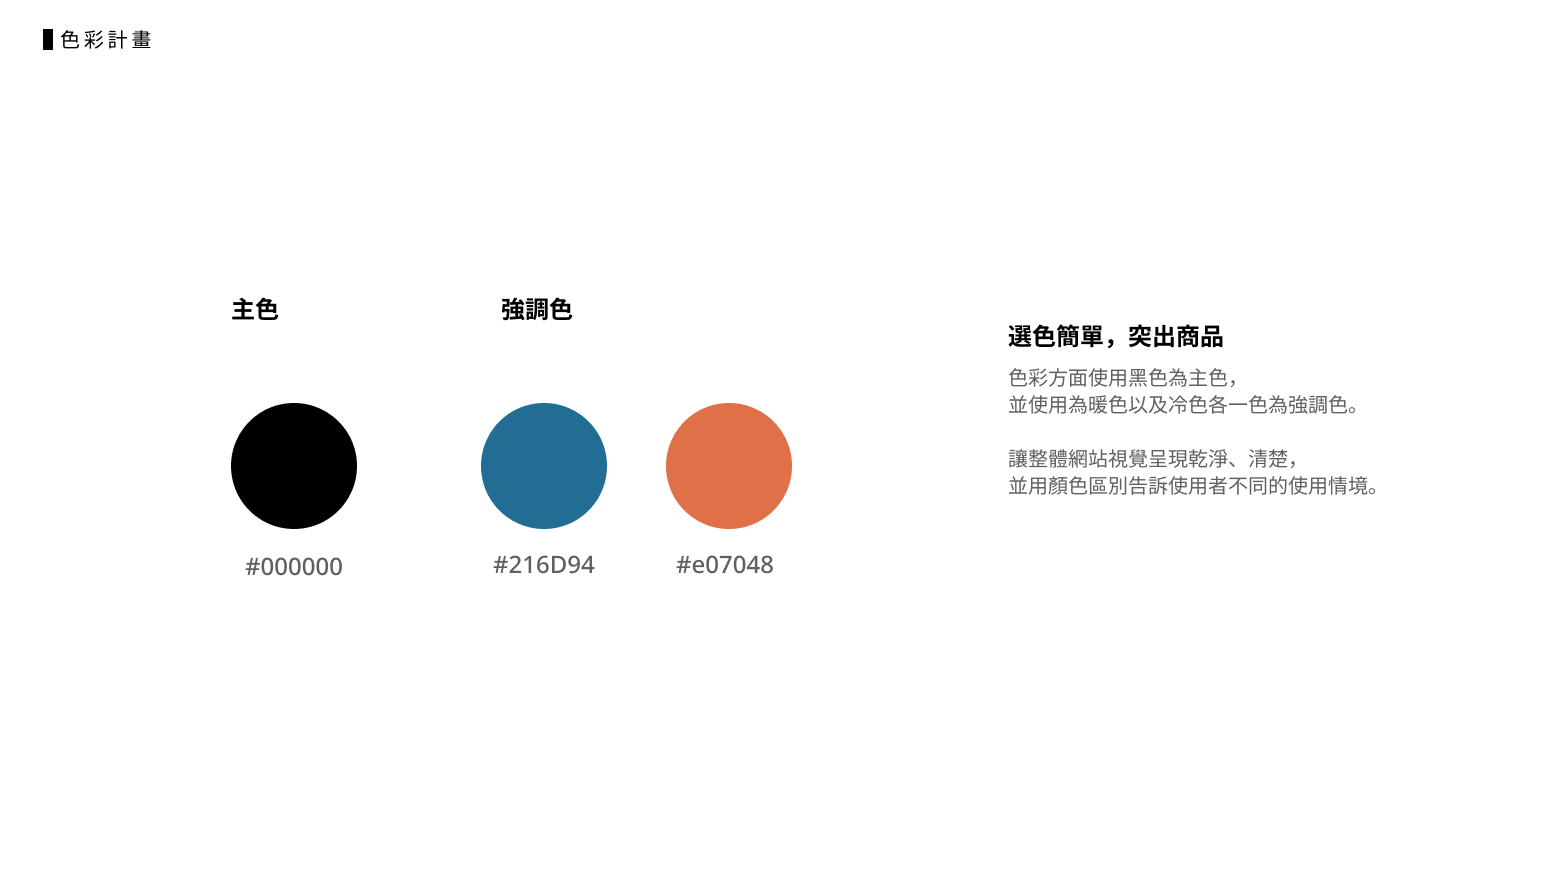 色彩計畫
主色
強調色
#000000
#216D94
#e07048
選色簡單，突出商品
色彩方面使用黑色為主色，
並使用為暖色以及冷色各一色為強調色。
讓整體網站視覺呈現乾淨、清楚，
並用顏色區別告訴使用者不同的使用情境。